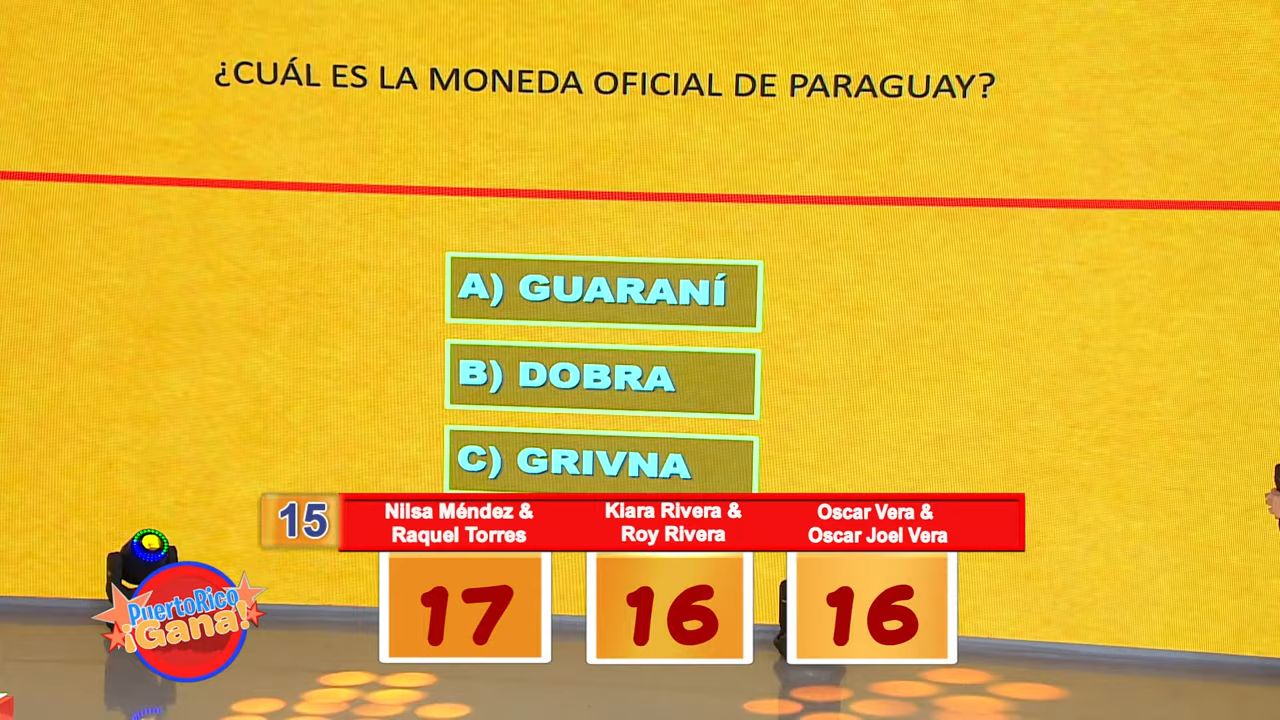 ¿CUÁL ES LA MONEDA OFICIAL DE PARAGUAY?
A) GUARANÍ
B) DOBRA
C) GRIVNA
15
Nilsa Méndez &
Raquel Torres
Kiara Rivera &
Roy Rivera
Oscar Vera &
Oscar Joel Vera
17
16
16
PuertoRico
¡Gana!